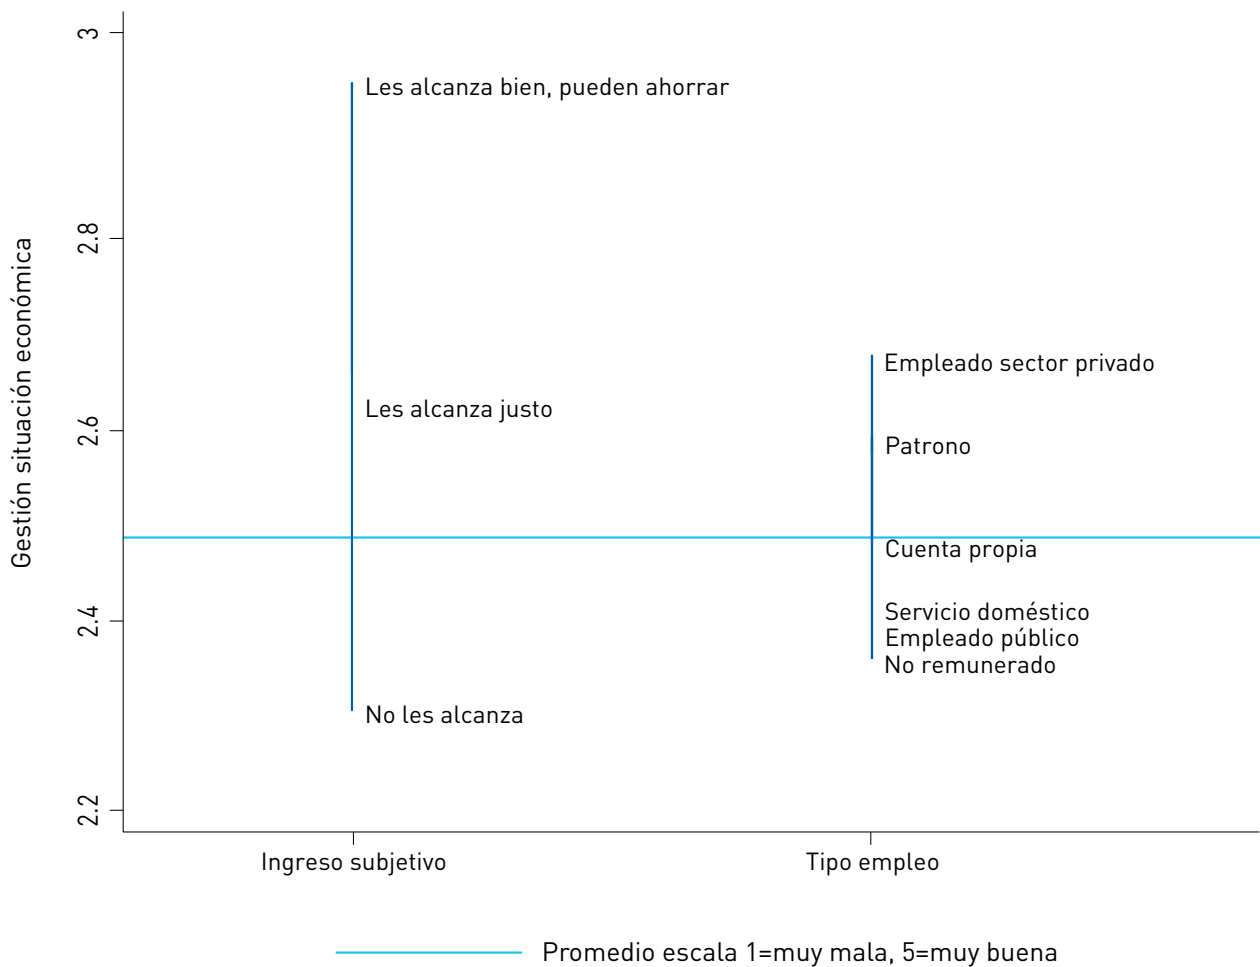 Gestión situación económica
3
2.8
2.6
2.4
2.2
Les alcanza bien, pueden ahorrar
Les alcanza justo
No les alcanza
Empleado sector privado
Patrono
Cuenta propia
Servicio doméstico
Empleado público
No remunerado
Ingreso subjetivo
Tipo empleo
Promedio escala 1=muy mala, 5=muy buena